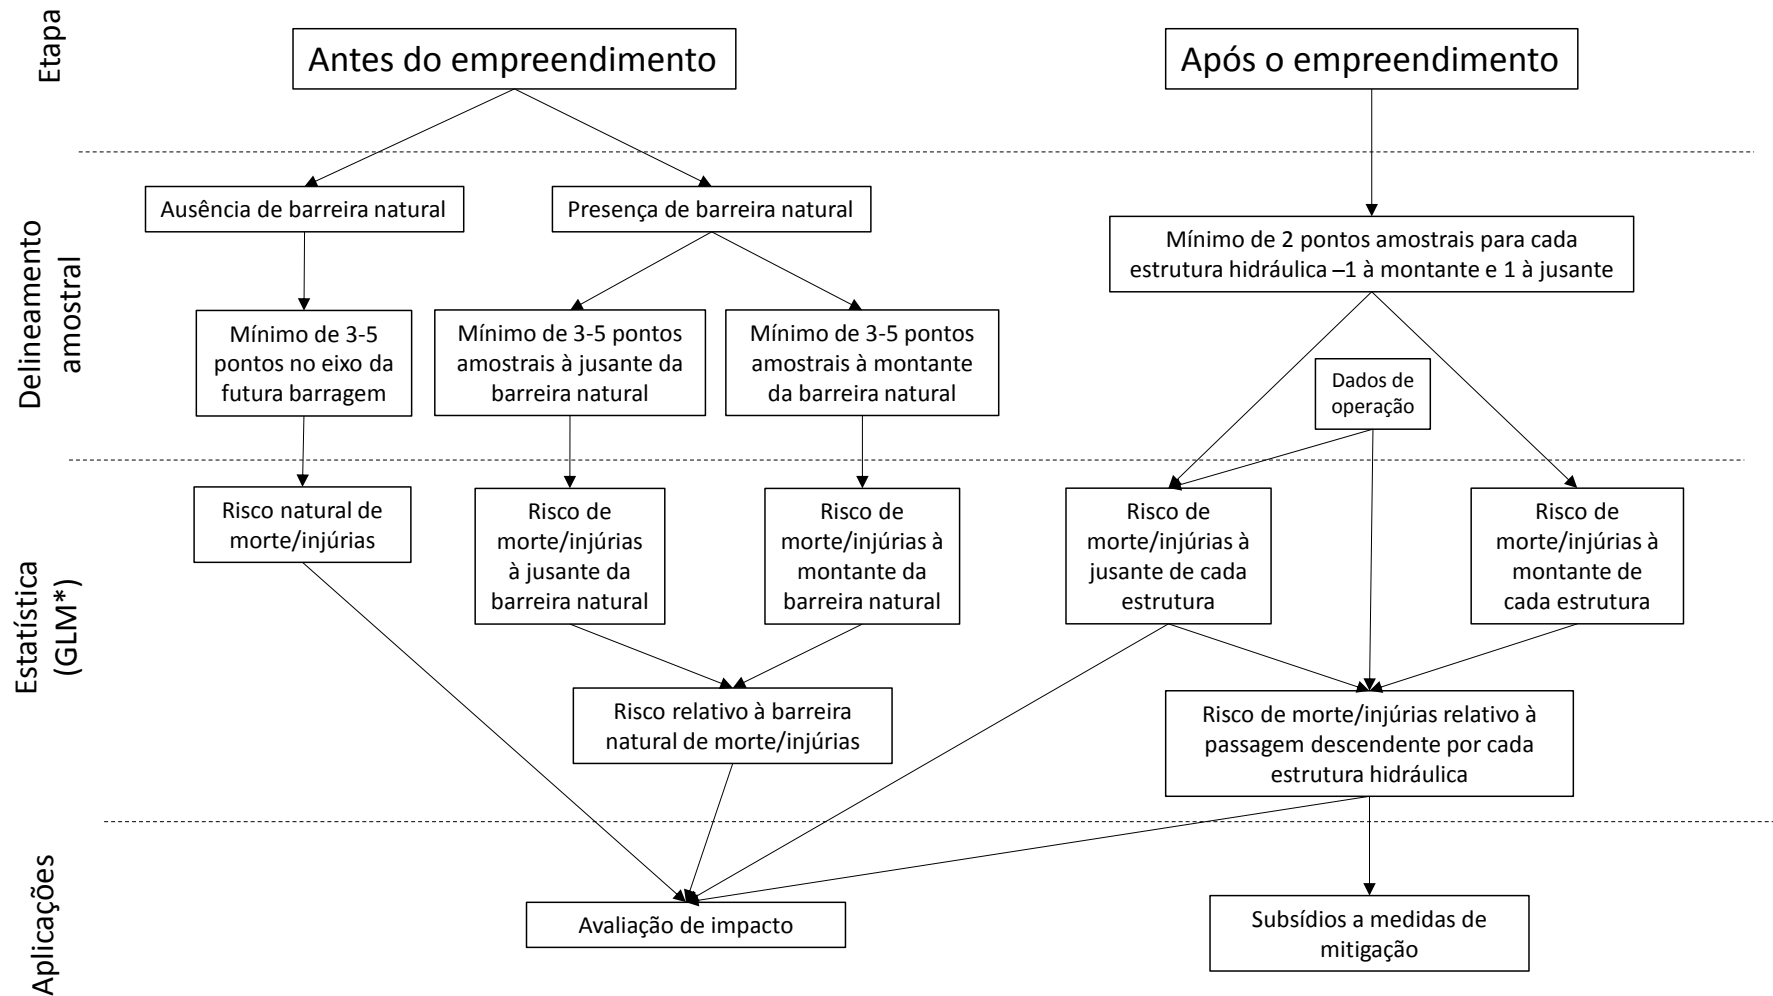 Etapa
Antes do empreendimento
Após o empreendimento
Delineamento
amostral
Ausência de barreira natural
Presença de barreira natural
Mínimo de 2 pontos amostrais para cada
estrutura hidráulica –1 à montante e 1 à jusante
Mínimo de 3-5
pontos no eixo da
futura barragem
Mínimo de 3-5 pontos
amostrais à jusante da
barreira natural
Mínimo de 3-5 pontos
amostrais à montante
da barreira natural
Dados de
operação
Estatística
(GLM*)
Risco natural de
morte/injúrias
Risco de
morte/injúrias
à jusante da
barreira natural
Risco de
morte/injúrias à
montante da
barreira natural
Risco de
morte/injúrias à
jusante de cada
estrutura
Risco de
morte/injúrias à
montante de
cada estrutura
Risco relativo à barreira
natural de morte/injúrias
Risco de morte/injúrias relativo à
passagem descendente por cada
estrutura hidráulica
Aplicações
Avaliação de impacto
Subsídios a medidas de
mitigação